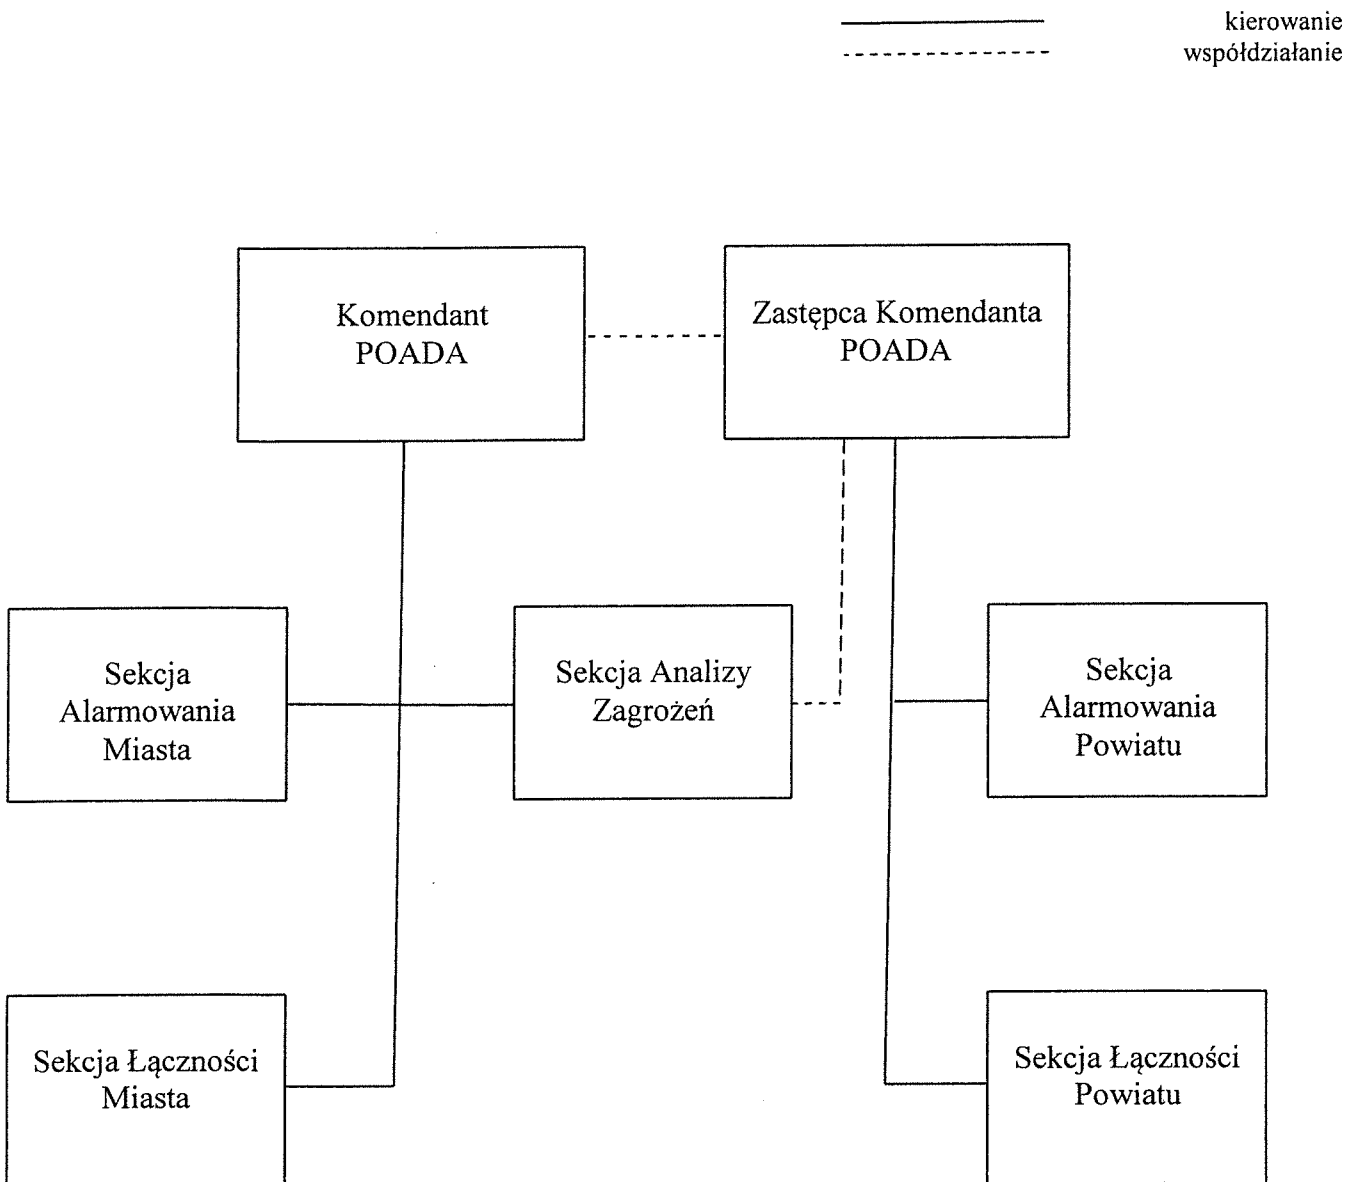 kierowanie
współdziałanie
Komendant
POADA
Zastępca Komendanta
POADA
Sekcja
Alarmowania
Miasta
Sekcja Analizy
Zagrożeń
Sekcja
Alarmowania
Powiatu
Sekcja Łączności
Miasta
Sekcja Łączności
Powiatu